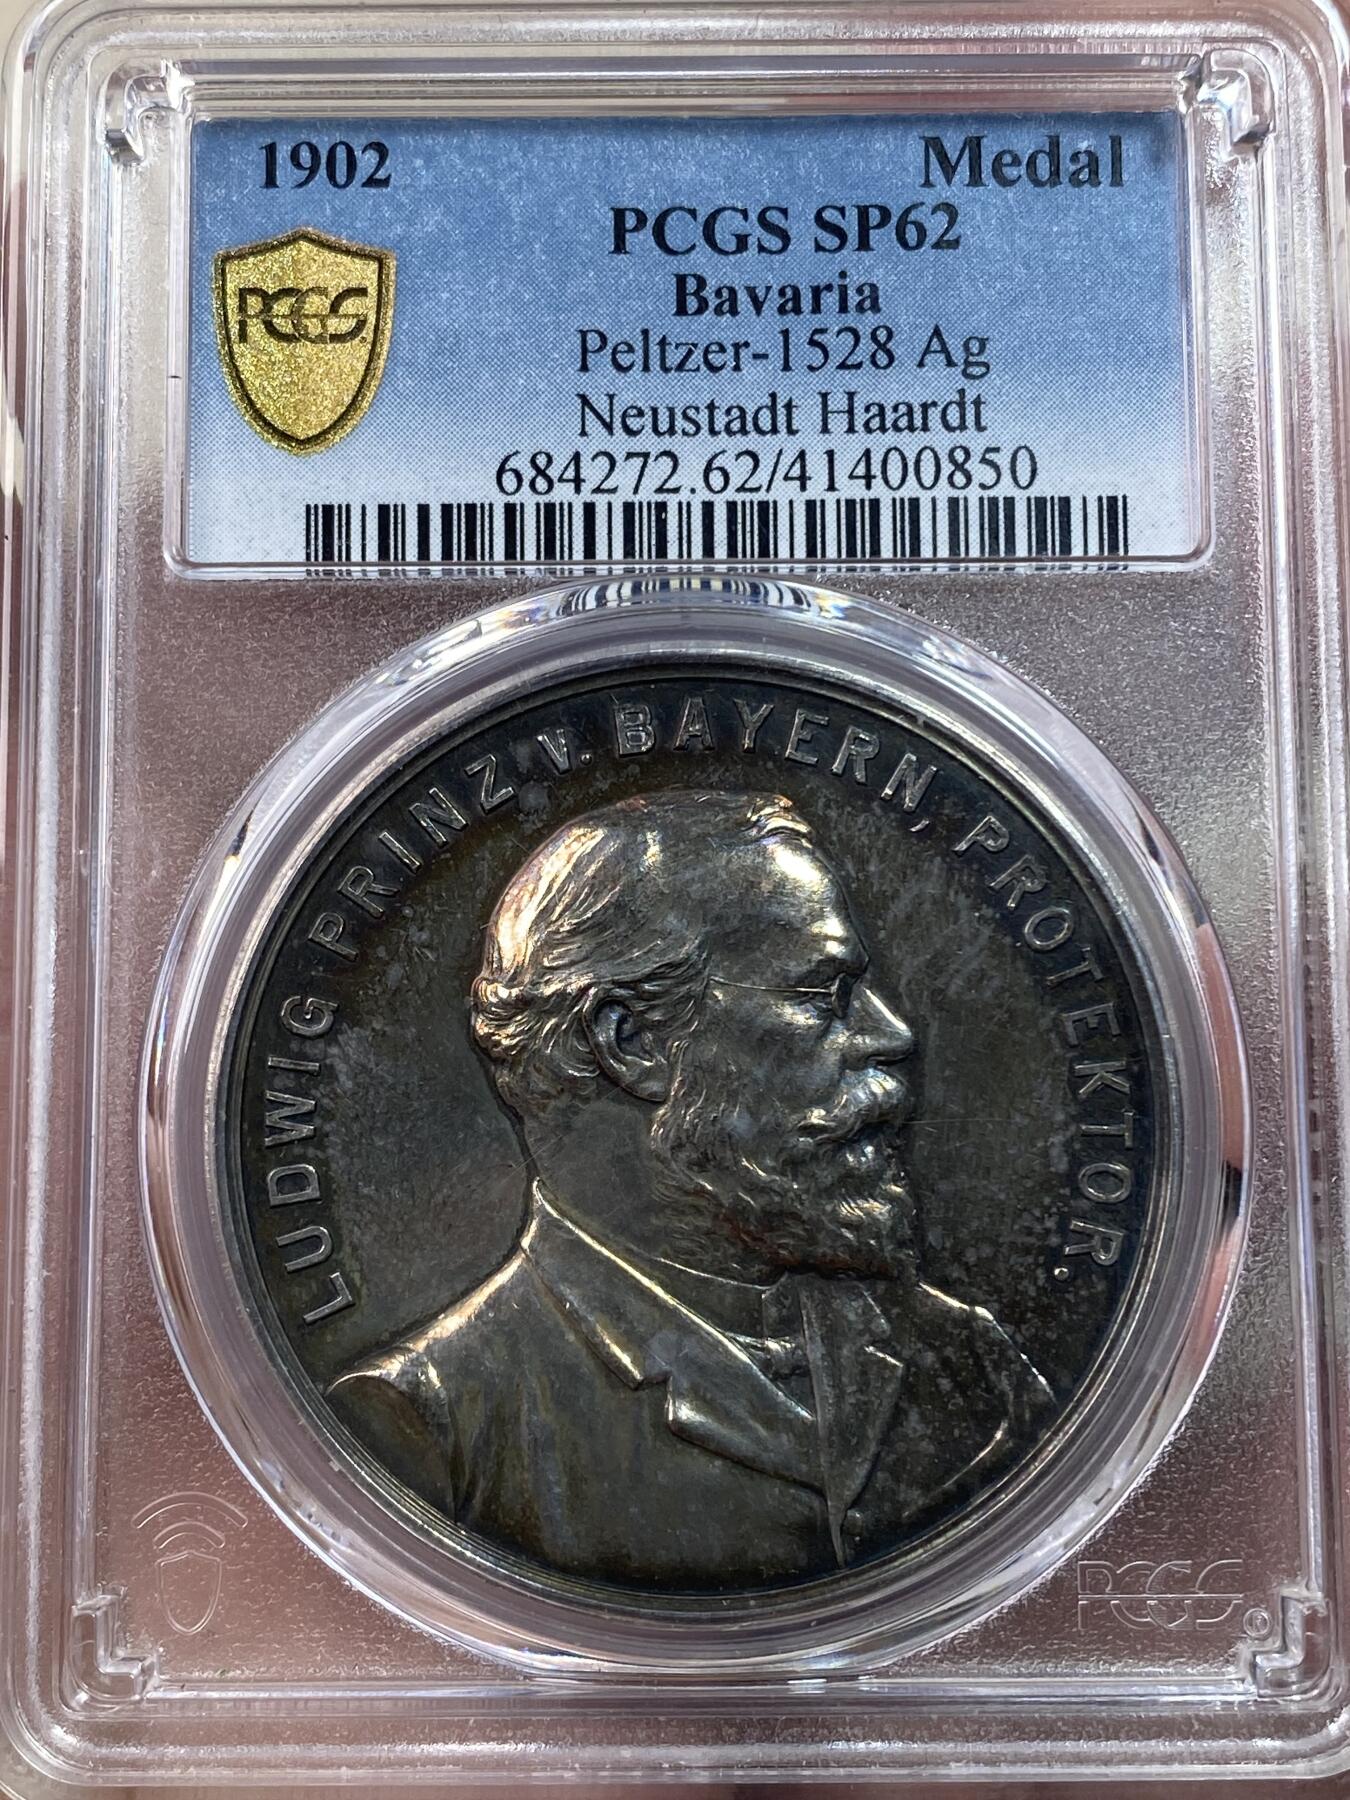 1902 Medal
PCGS SP62
Bavaria
PCGS
Peltzer-1528 Ag
Neustadt Haardt
684272.62/41400850
LUDWIG PRINZ v. BAYERN, PROTEKTOR.
PCGS